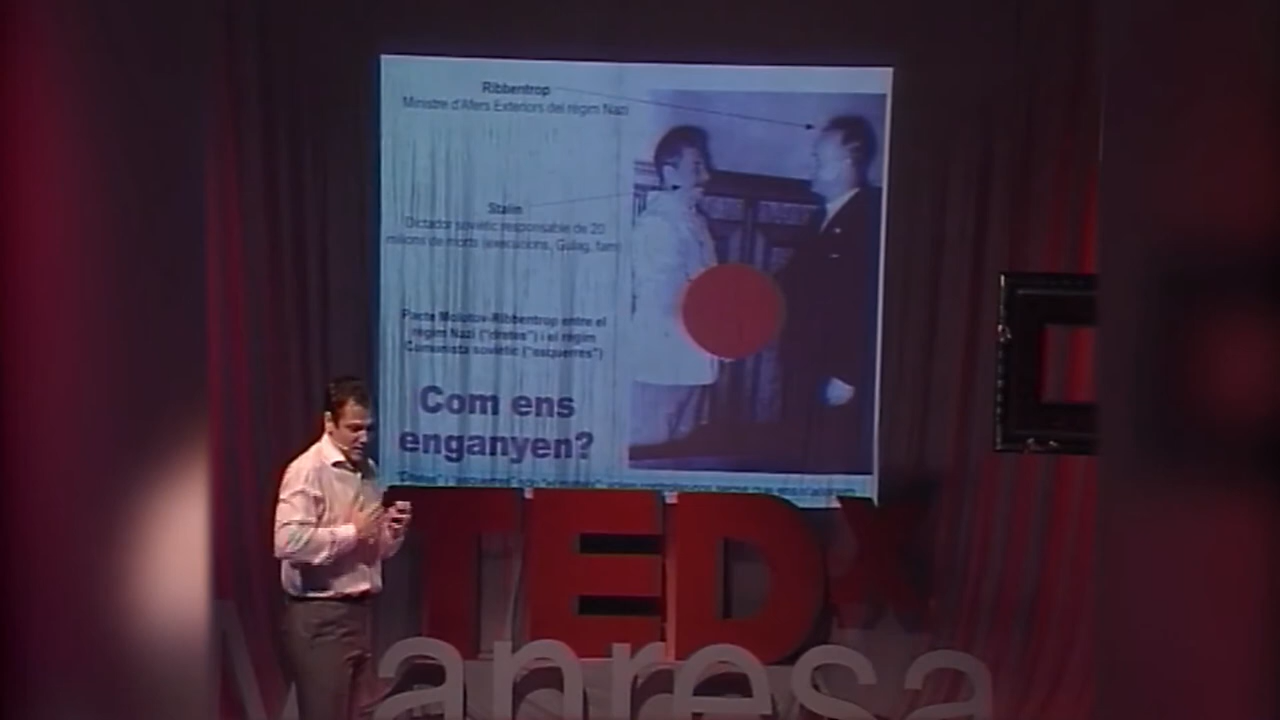 Ribbentrop
Ministre d'Afers Exteriors del règim Nazi
Stalin
Dictador soviètic responsable de 20
milions de morts (execucions, Gulag, fam)
Pacte Molotov-Ribbentrop entre el
règim Nazi ("dretes") i el règim
Comunista soviètic ("esquerres")
Com ens
enganyen?
TEDx
Manresa